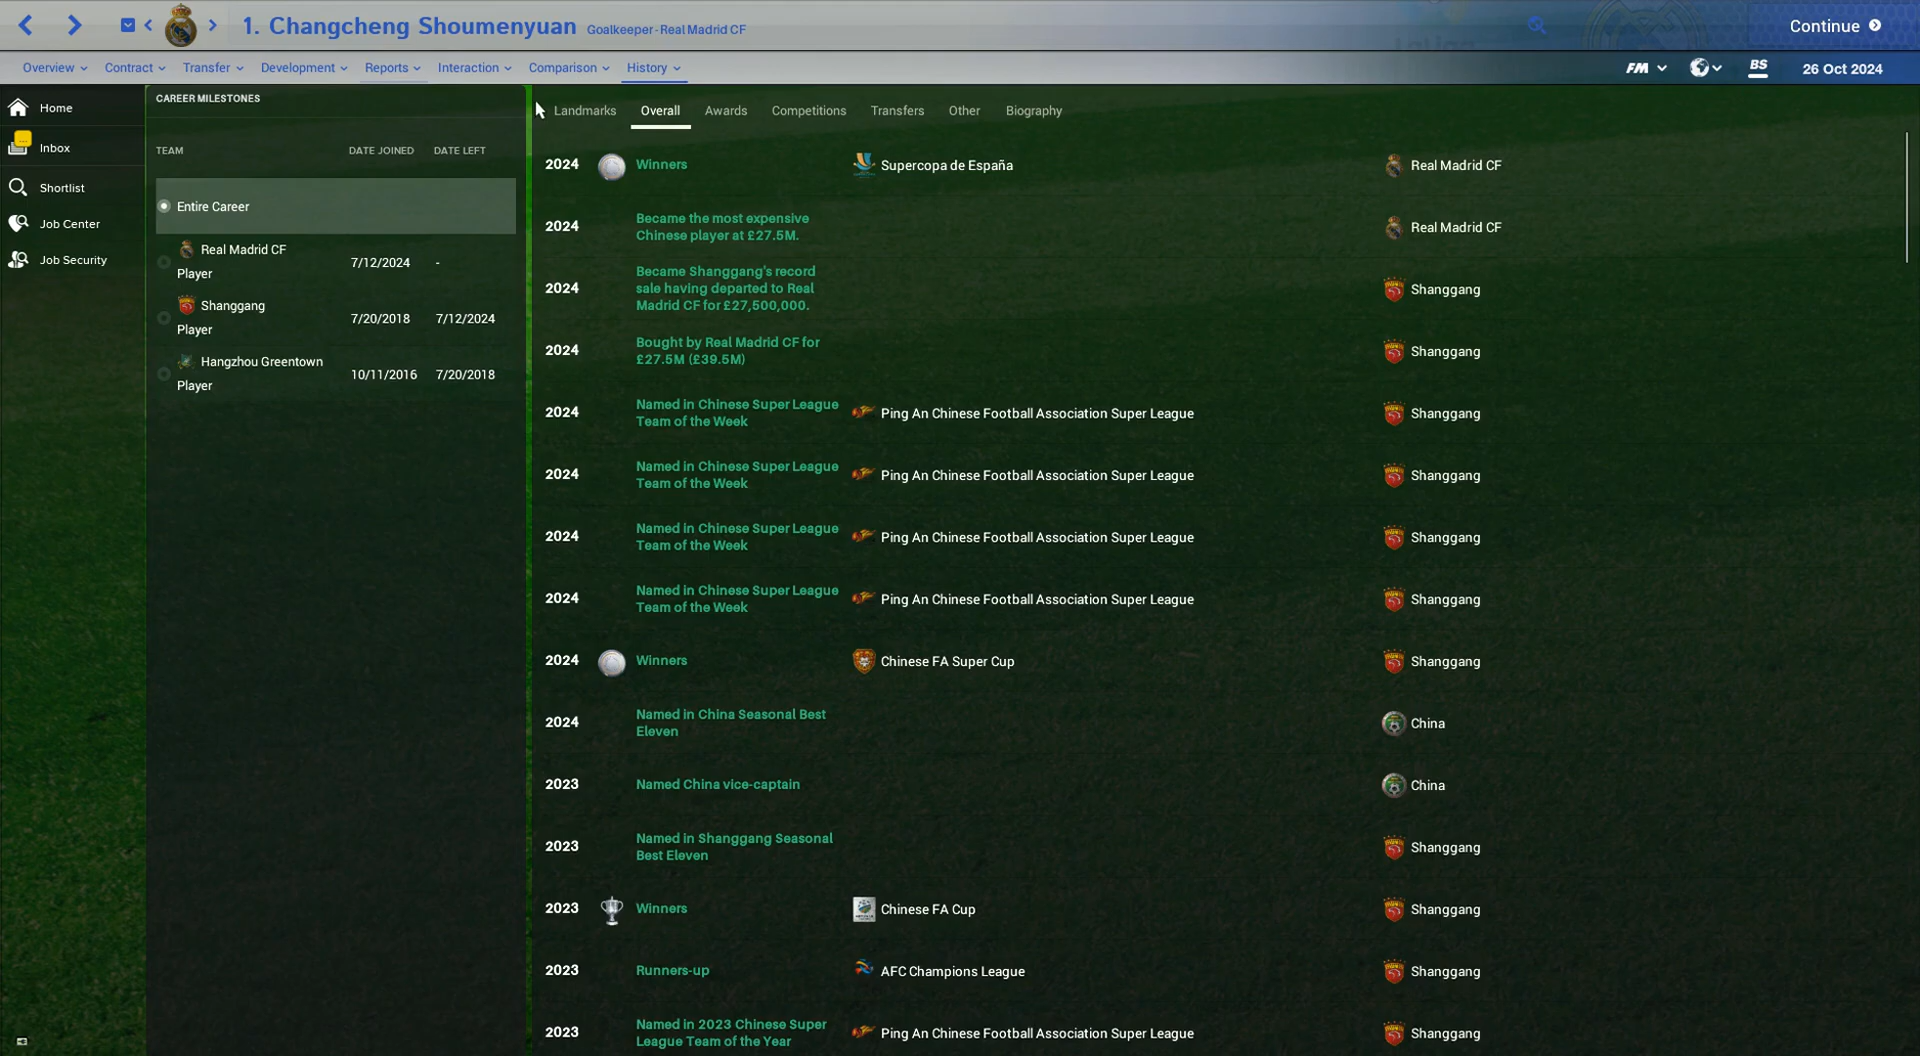 1. Changcheng Shoumenyuan Goalkeeper - Real Madrid CF
Continue
Overview Contract Transfer Development Reports Interaction Comparison History
FM BS 26 Oct 2024
Home
Inbox
Shortlist
Job Center
Job Security
CAREER MILESTONES
TEAM DATE JOINED DATE LEFT
Entire Career
Real Madrid CF
Player 7/12/2024 -
Shanggang
Player 7/20/2018 7/12/2024
Hangzhou Greentown
Player 10/11/2016 7/20/2018
Landmarks Overall Awards Competitions Transfers Other Biography
2024 Winners Supercopa de España Real Madrid CF
2024 Became the most expensive
Chinese player at £27.5M. Real Madrid CF
2024 Became Shanggang's record
sale having departed to Real
Madrid CF for £27,500,000. Shanggang
2024 Bought by Real Madrid CF for
£27.5M (£39.5M) Shanggang
2024 Named in Chinese Super League
Team of the Week Ping An Chinese Football Association Super League Shanggang
2024 Named in Chinese Super League
Team of the Week Ping An Chinese Football Association Super League Shanggang
2024 Named in Chinese Super League
Team of the Week Ping An Chinese Football Association Super League Shanggang
2024 Named in Chinese Super League
Team of the Week Ping An Chinese Football Association Super League Shanggang
2024 Winners Chinese FA Super Cup Shanggang
2024 Named in China Seasonal Best
Eleven China
2023 Named China vice-captain China
2023 Named in Shanggang Seasonal
Best Eleven Shanggang
2023 Winners Chinese FA Cup Shanggang
2023 Runners-up AFC Champions League Shanggang
2023 Named in 2023 Chinese Super
League Team of the Year Ping An Chinese Football Association Super League Shanggang